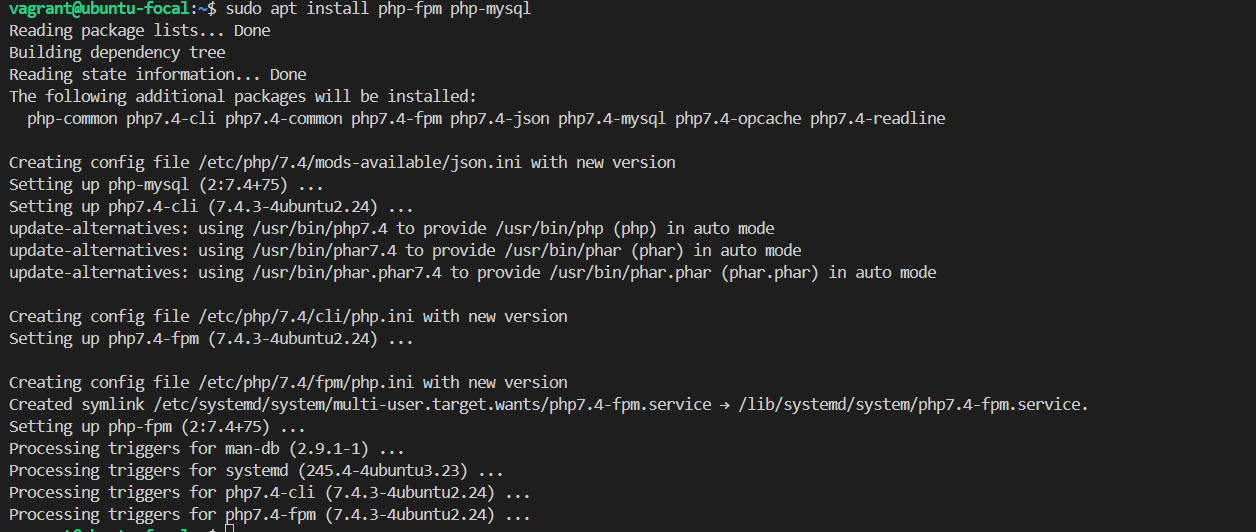 vagrant@ubuntu-focal:~$ sudo apt install php-fpm php-mysql
Reading package lists... Done
Building dependency tree
Reading state information... Done
The following additional packages will be installed:
  php-common php7.4-cli php7.4-common php7.4-fpm php7.4-json php7.4-mysql php7.4-opcache php7.4-readline

Creating config file /etc/php/7.4/mods-available/json.ini with new version
Setting up php-mysql (2:7.4+75) ...
Setting up php7.4-cli (7.4.3-4ubuntu2.24) ...
update-alternatives: using /usr/bin/php7.4 to provide /usr/bin/php (php) in auto mode
update-alternatives: using /usr/bin/phar7.4 to provide /usr/bin/phar (phar) in auto mode
update-alternatives: using /usr/bin/phar.phar7.4 to provide /usr/bin/phar.phar (phar.phar) in auto mode

Creating config file /etc/php/7.4/cli/php.ini with new version
Setting up php7.4-fpm (7.4.3-4ubuntu2.24) ...

Creating config file /etc/php/7.4/fpm/php.ini with new version
Created symlink /etc/systemd/system/multi-user.target.wants/php7.4-fpm.service → /lib/systemd/system/php7.4-fpm.service.
Setting up php-fpm (2:7.4+75) ...
Processing triggers for man-db (2.9.1-1) ...
Processing triggers for systemd (245.4-4ubuntu3.23) ...
Processing triggers for php7.4-cli (7.4.3-4ubuntu2.24) ...
Processing triggers for php7.4-fpm (7.4.3-4ubuntu2.24) ...